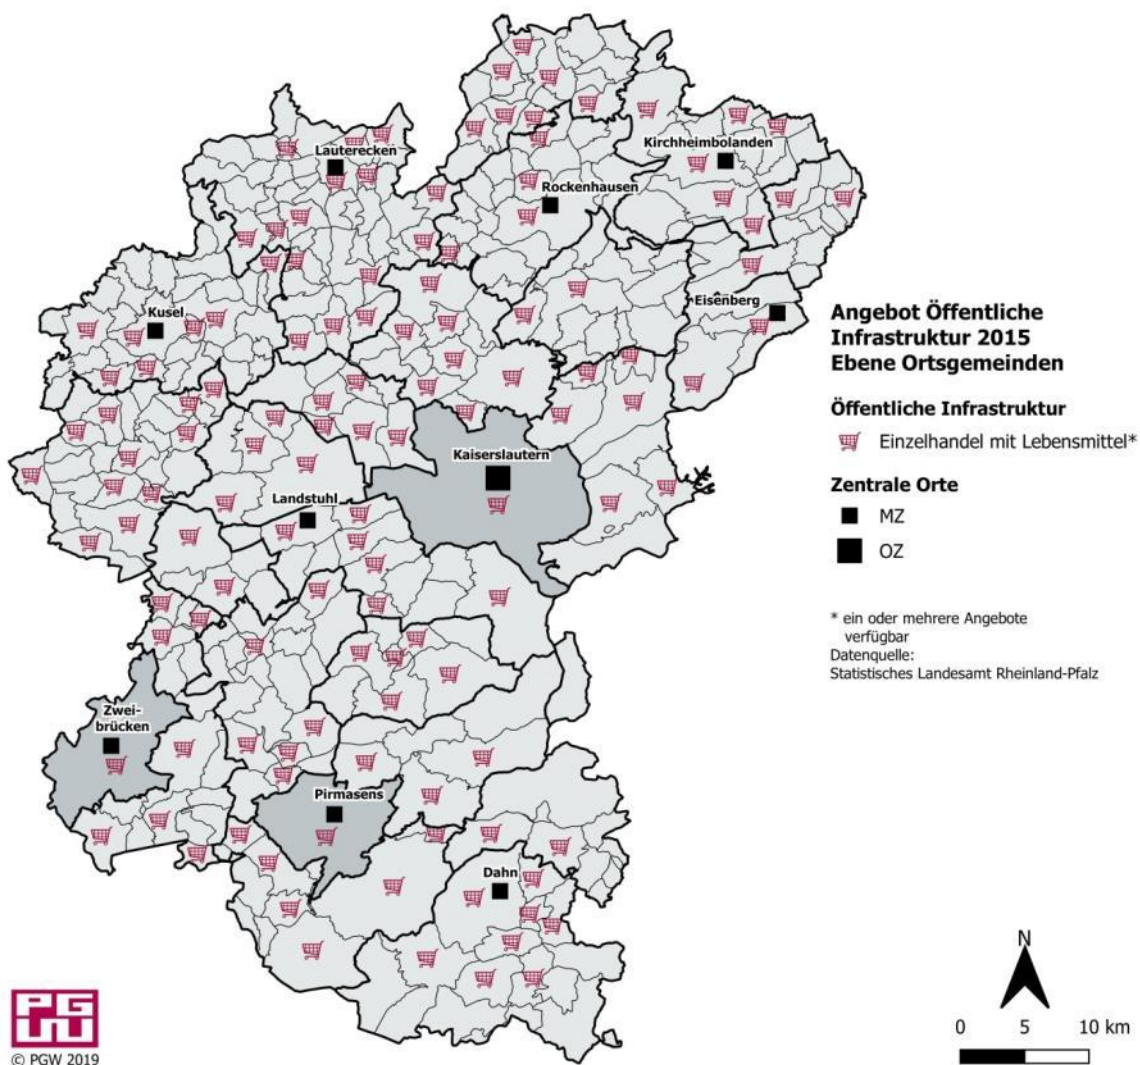 Lauterecken
Kirchheimbolanden
Rockenhausen
Kusel
Eisenberg
Kaiserslautern
Landstuhl
Zwei-
brücken
Pirmasens
Dahn
Angebot Öffentliche
Infrastruktur 2015
Ebene Ortsgemeinden
Öffentliche Infrastruktur
Einzelhandel mit Lebensmittel*
Zentrale Orte
MZ
OZ
* ein oder mehrere Angebote
verfügbar
Datenquelle:
Statistisches Landesamt Rheinland-Pfalz
N
0 5 10 km
PGW
© PGW 2019